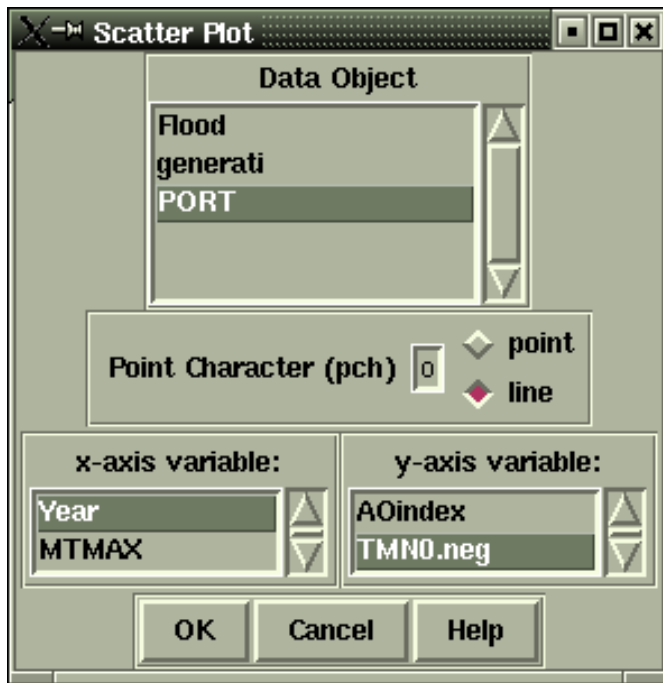 Scatter Plot
Data Object
Flood
generati
PORT
Point Character (pch) o
point
line
x-axis variable:
Year
MTMAX
y-axis variable:
AOindex
TMN0.neg
OK
Cancel
Help